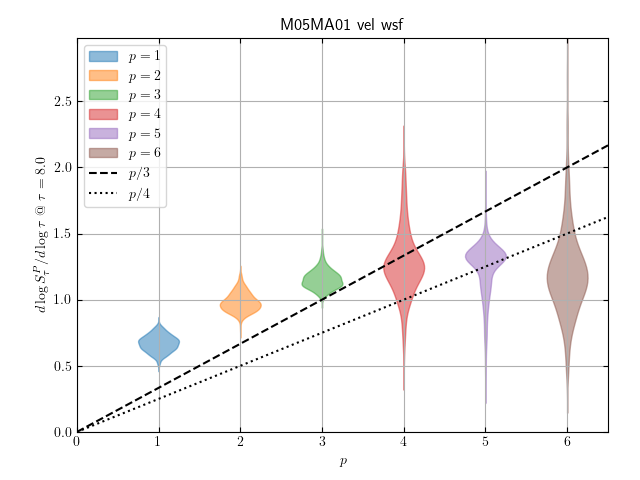 M05MA01 vel wsf
d log S_τ^P / d log τ @ τ = 8.0
p = 1
p = 2
p = 3
p = 4
p = 5
p = 6
p/3
p/4
2.5
2.0
1.5
1.0
0.5
0.0
0 1 2 3 4 5 6
p